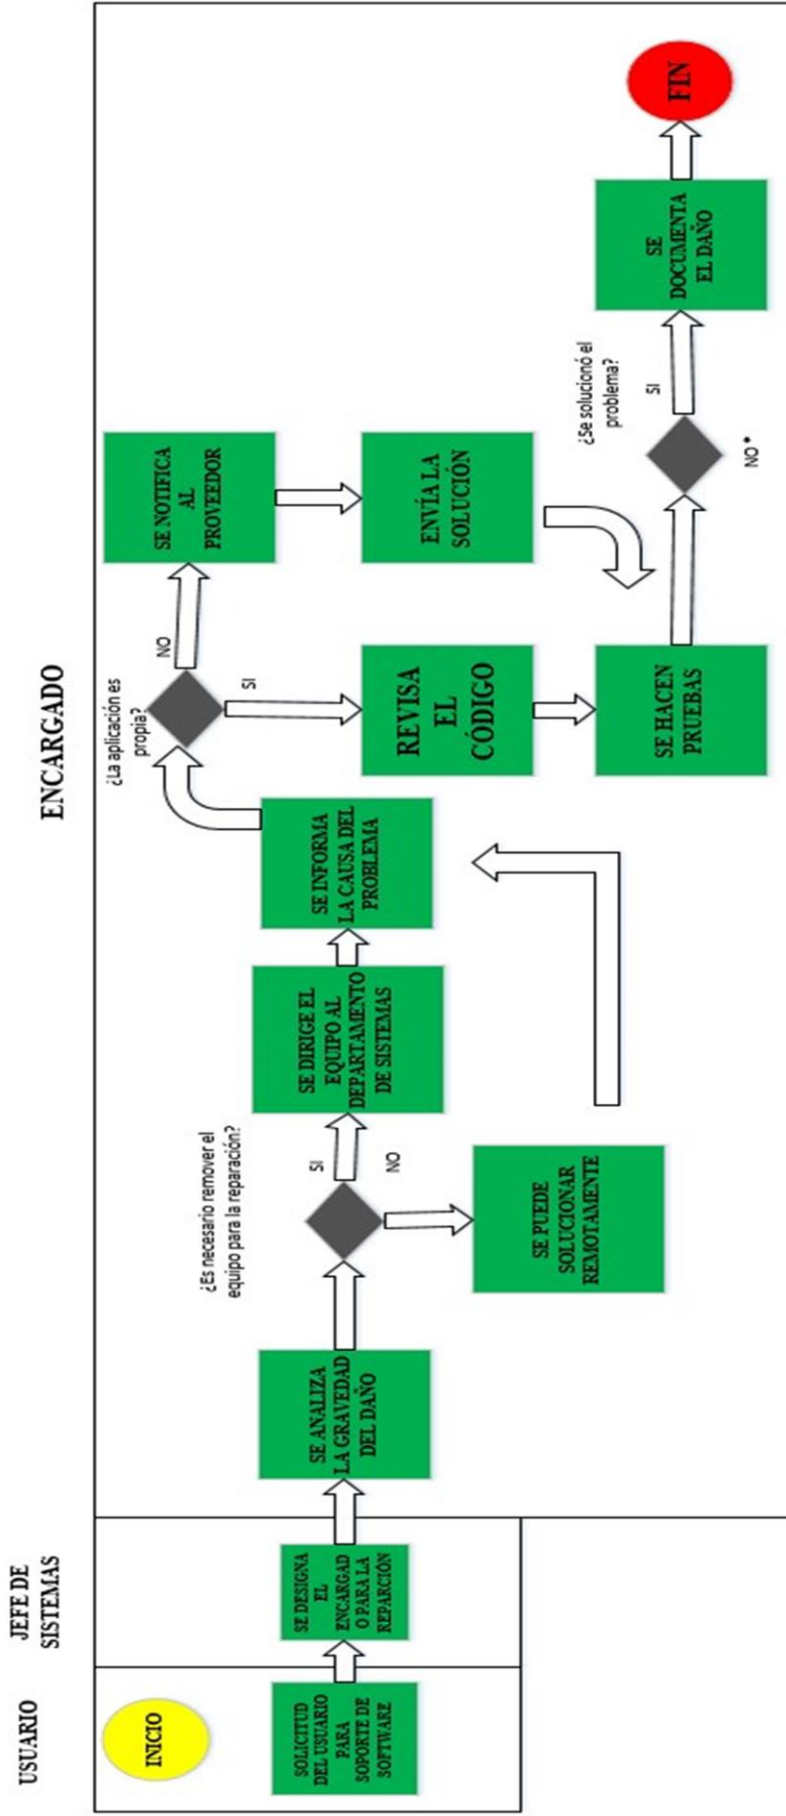 USUARIO
JEFE DE
SISTEMAS
ENCARGADO
INICIO
SOLICITUD
DEL USUARIO
PARA
SOPORTE DE
SOFTWARE
SE DESIGNA
EL
ENCARGAD
O PARA LA
REPARCIÓN
SE ANALIZA
LA GRAVEDAD
DEL DAÑO
¿Es necesario remover el
equipo para la reparación?
SI
NO
SE PUEDE
SOLUCIONAR
REMOTAMENTE
SE DIRIGE EL
EQUIPO AL
DEPARTAMENTO
DE SISTEMAS
SE INFORMA
LA CAUSA DEL
PROBLEMA
¿La aplicación es
propia?
NO
SI
SE NOTIFICA
AL
PROVEEDOR
ENVÍA LA
SOLUCIÓN
REVISA
EL
CÓDIGO
SE HACEN
PRUEBAS
¿Se solucionó el
problema?
SI
NO*
SE
DOCUMENTA
EL DAÑO
FIN